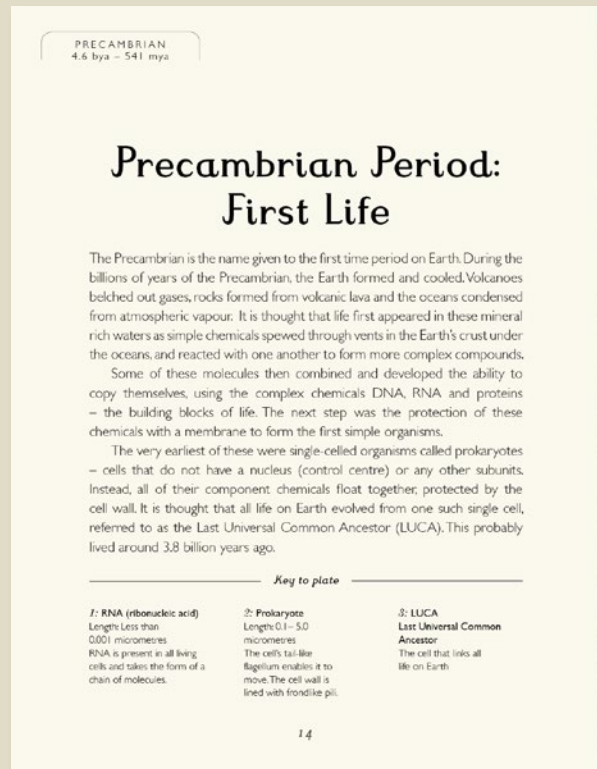 PRECAMBRIAN
4.6 bya – 541 mya
Precambrian Period:
First Life
The Precambrian is the name given to the first time period on Earth. During the
billions of years of the Precambrian, the Earth formed and cooled. Volcanoes
belched out gases, rocks formed from volcanic lava and the oceans condensed
from atmospheric vapour. It is thought that life first appeared in these mineral
rich waters as simple chemicals spewed through vents in the Earth's crust under
the oceans, and reacted with one another to form more complex compounds.
Some of these molecules then combined and developed the ability to
copy themselves, using the complex chemicals DNA, RNA and proteins
– the building blocks of life. The next step was the protection of these
chemicals with a membrane to form the first simple organisms.
The very earliest of these were single-celled organisms called prokaryotes
– cells that do not have a nucleus (control centre) or any other subunits.
Instead, all of their component chemicals float together, protected by the
cell wall. It is thought that all life on Earth evolved from one such single cell,
referred to as the Last Universal Common Ancestor (LUCA). This probably
lived around 3.8 billion years ago.
Key to plate
1: RNA (ribonucleic acid)
Length: Less than
0.001 micrometres
RNA is present in all living
cells and takes the form of a
chain of molecules.
2: Prokaryote
Length: 0.1– 5.0
micrometres
The cell's tail-like
flagellum enables it to
move. The cell wall is
lined with frondlike pili.
3: LUCA
Last Universal Common
Ancestor
The cell that links all
life on Earth
14